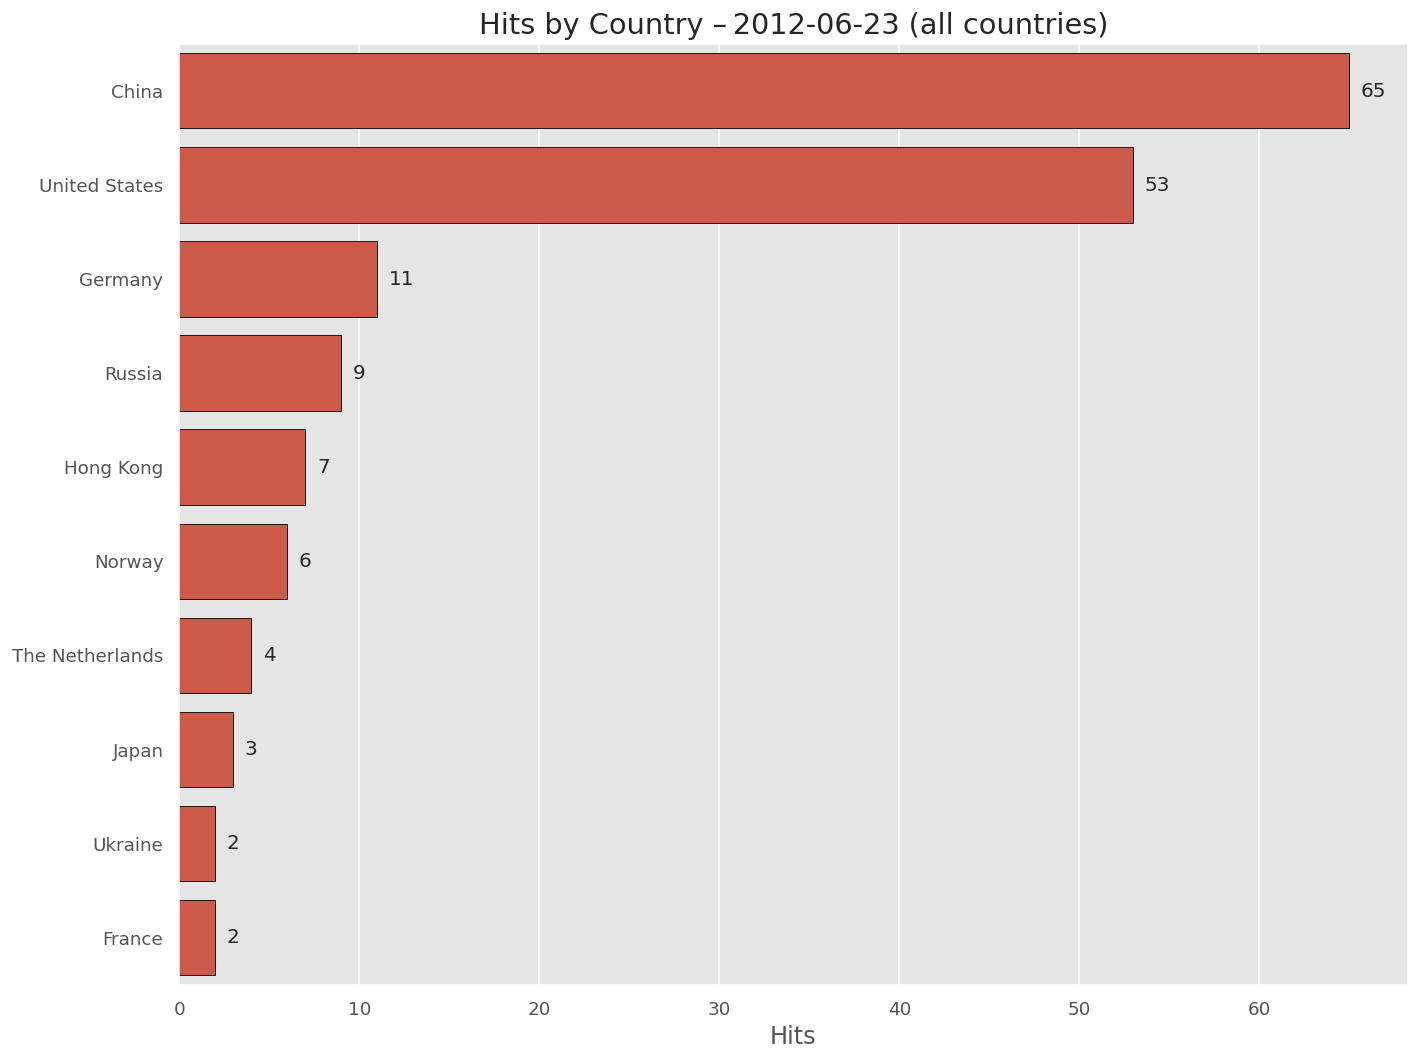 Hits by Country – 2012-06-23 (all countries)
China 65
United States 53
Germany 11
Russia 9
Hong Kong 7
Norway 6
The Netherlands 4
Japan 3
Ukraine 2
France 2
0 10 20 30 40 50 60
Hits